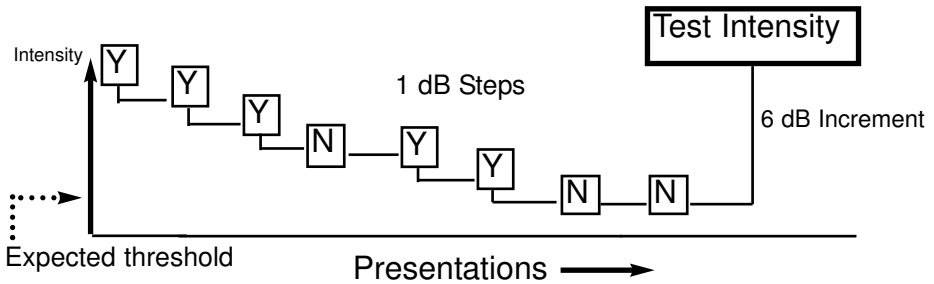 Test Intensity
Intensity
Y
Y
Y
N
Y
Y
N
N
1 dB Steps
6 dB Increment
Expected threshold
Presentations